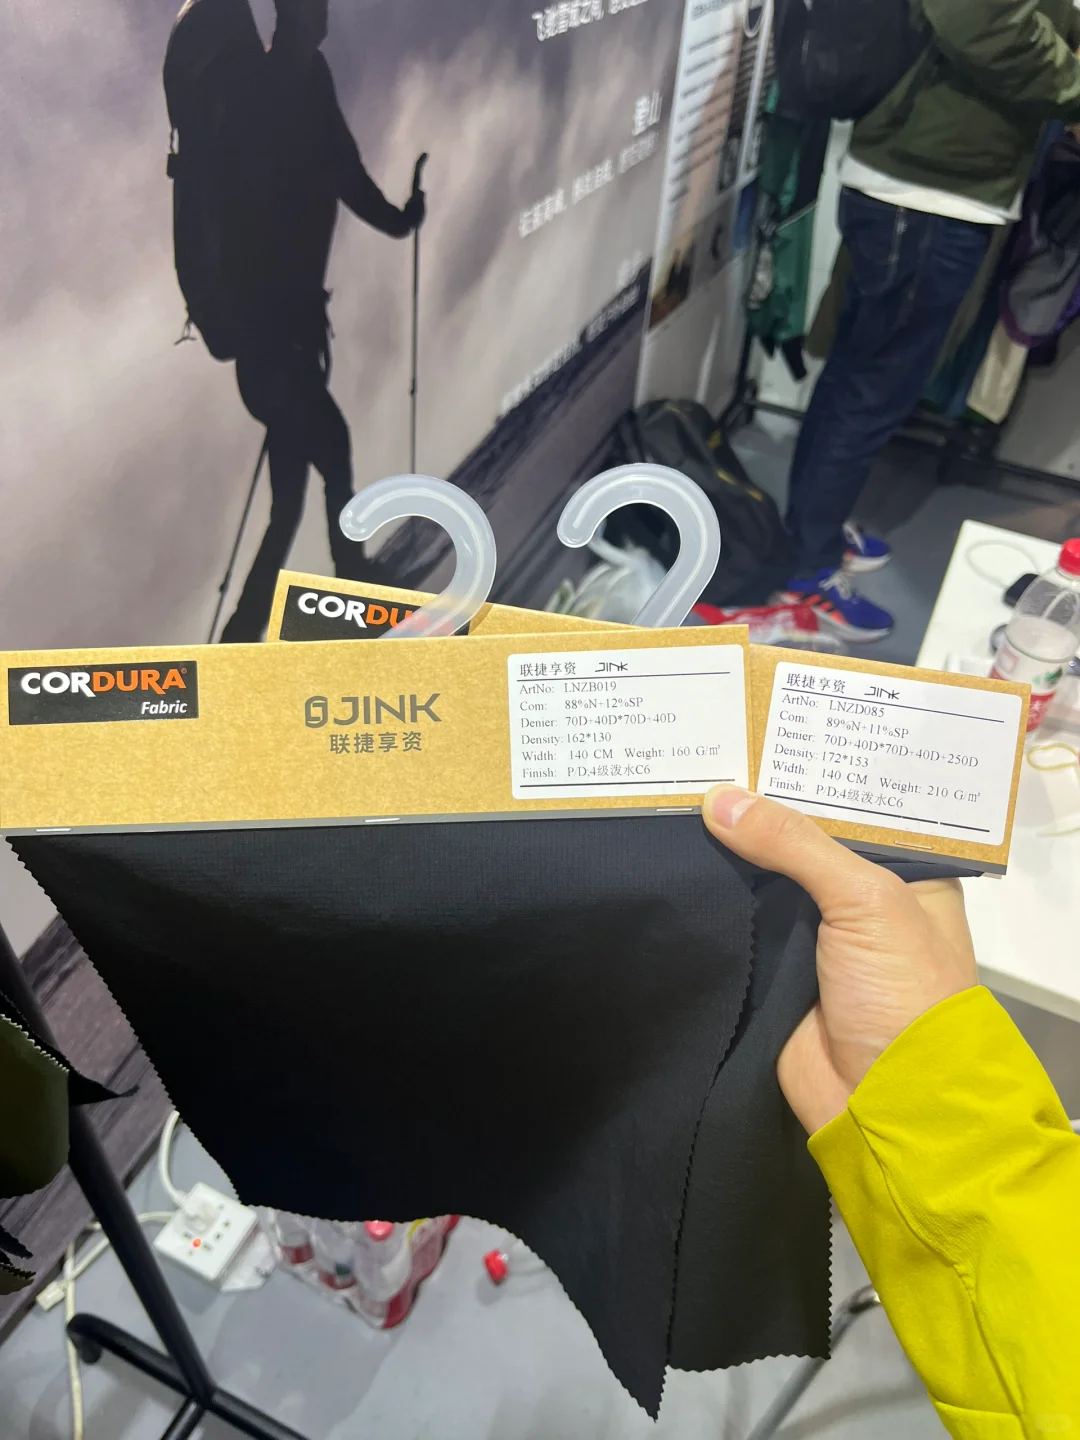 登山
CORDU
CORDURA®
Fabric
JINK
联捷享资
联捷享资 JINK
ArtNo: LNZB019
Com: 88%N+12%SP
Denier: 70D+40D*70D+40D
Density: 162*130
Width: 140 CM Weight: 160 G/㎡
Finish: P/D;4级泼水C6
联捷享资 JINK
ArtNo: LNZD085
Com: 89%N+11%SP
Denier: 70D+40D*70D+40D+250D
Density: 172*153
Width: 140 CM Weight: 210 G/㎡
Finish: P/D;4级泼水C6